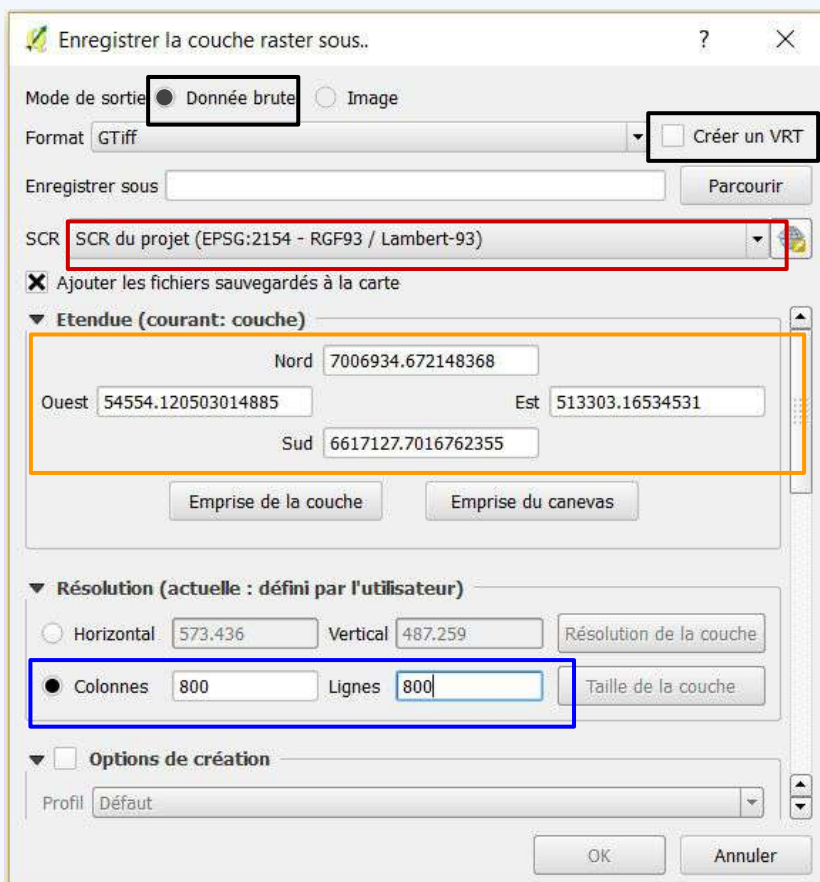 Enregistrer la couche raster sous..
Mode de sortie Donnée brute Image
Format GTiff Créer un VRT
Enregistrer sous Parcourir
SCR SCR du projet (EPSG:2154 - RGF93 / Lambert-93)
Ajouter les fichiers sauvegardés à la carte
Etendue (courant: couche)
Nord 7006934.672148368
Ouest 54554.120503014885 Est 513303.16534531
Sud 6617127.7016762355
Emprise de la couche Emprise du canevas
Résolution (actuelle : défini par l'utilisateur)
Horizontal 573.436 Vertical 487.259 Résolution de la couche
Colonnes 800 Lignes 800 Taille de la couche
Options de création
Profil Défaut
OK Annuler